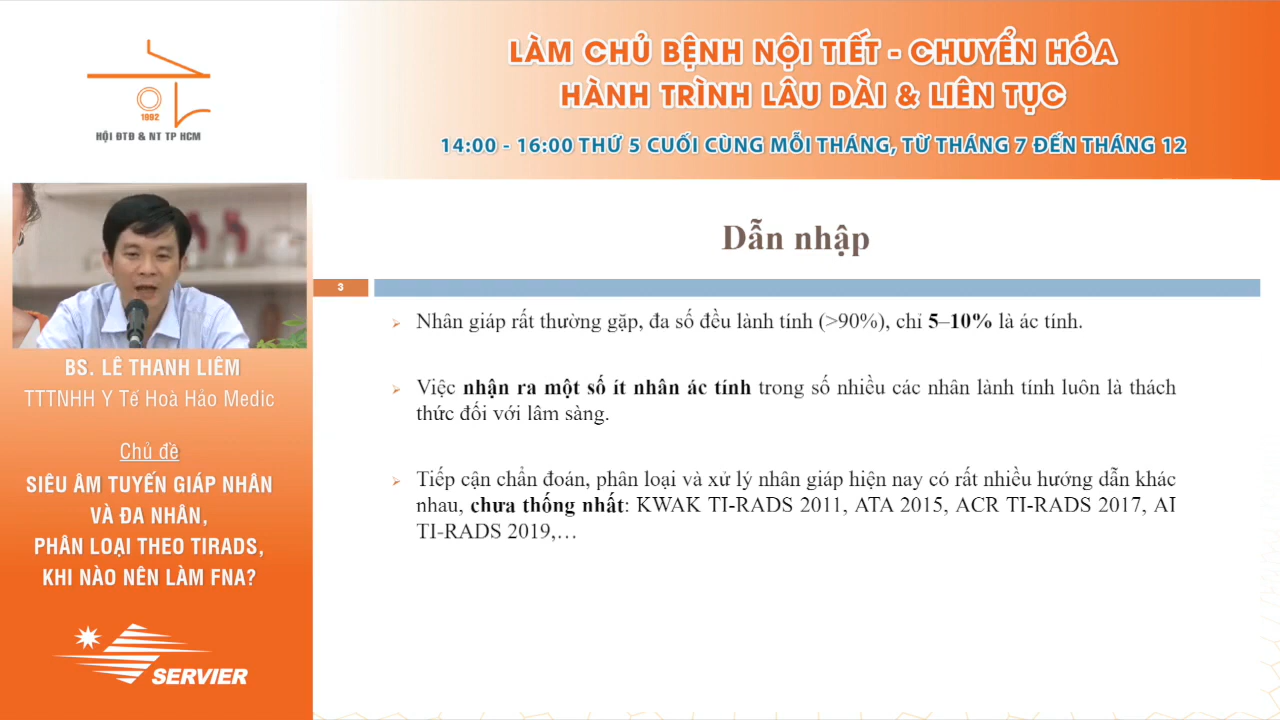 LÀM CHỦ BỆNH NỘI TIẾT - CHUYỂN HÓA
HÀNH TRÌNH LÂU DÀI & LIÊN TỤC
14:00 - 16:00 THỨ 5 CUỐI CÙNG MỖI THÁNG, TỪ THÁNG 7 ĐẾN THÁNG 12
1992
HỘI ĐTĐ & NT TP HCM
BS. LÊ THANH LIÊM
TTTNHH Y Tế Hoà Hảo Medic
Chủ đề
SIÊU ÂM TUYẾN GIÁP NHÂN
VÀ ĐA NHÂN,
PHÂN LOẠI THEO TIRADS,
KHI NÀO NÊN LÀM FNA?
SERVIER
Dẫn nhập
3
Nhân giáp rất thường gặp, đa số đều lành tính (>90%), chỉ 5–10% là ác tính.
Việc nhận ra một số ít nhân ác tính trong số nhiều các nhân lành tính luôn là thách
thức đối với lâm sàng.
Tiếp cận chẩn đoán, phân loại và xử lý nhân giáp hiện nay có rất nhiều hướng dẫn khác
nhau, chưa thống nhất: KWAK TI-RADS 2011, ATA 2015, ACR TI-RADS 2017, AI
TI-RADS 2019,…